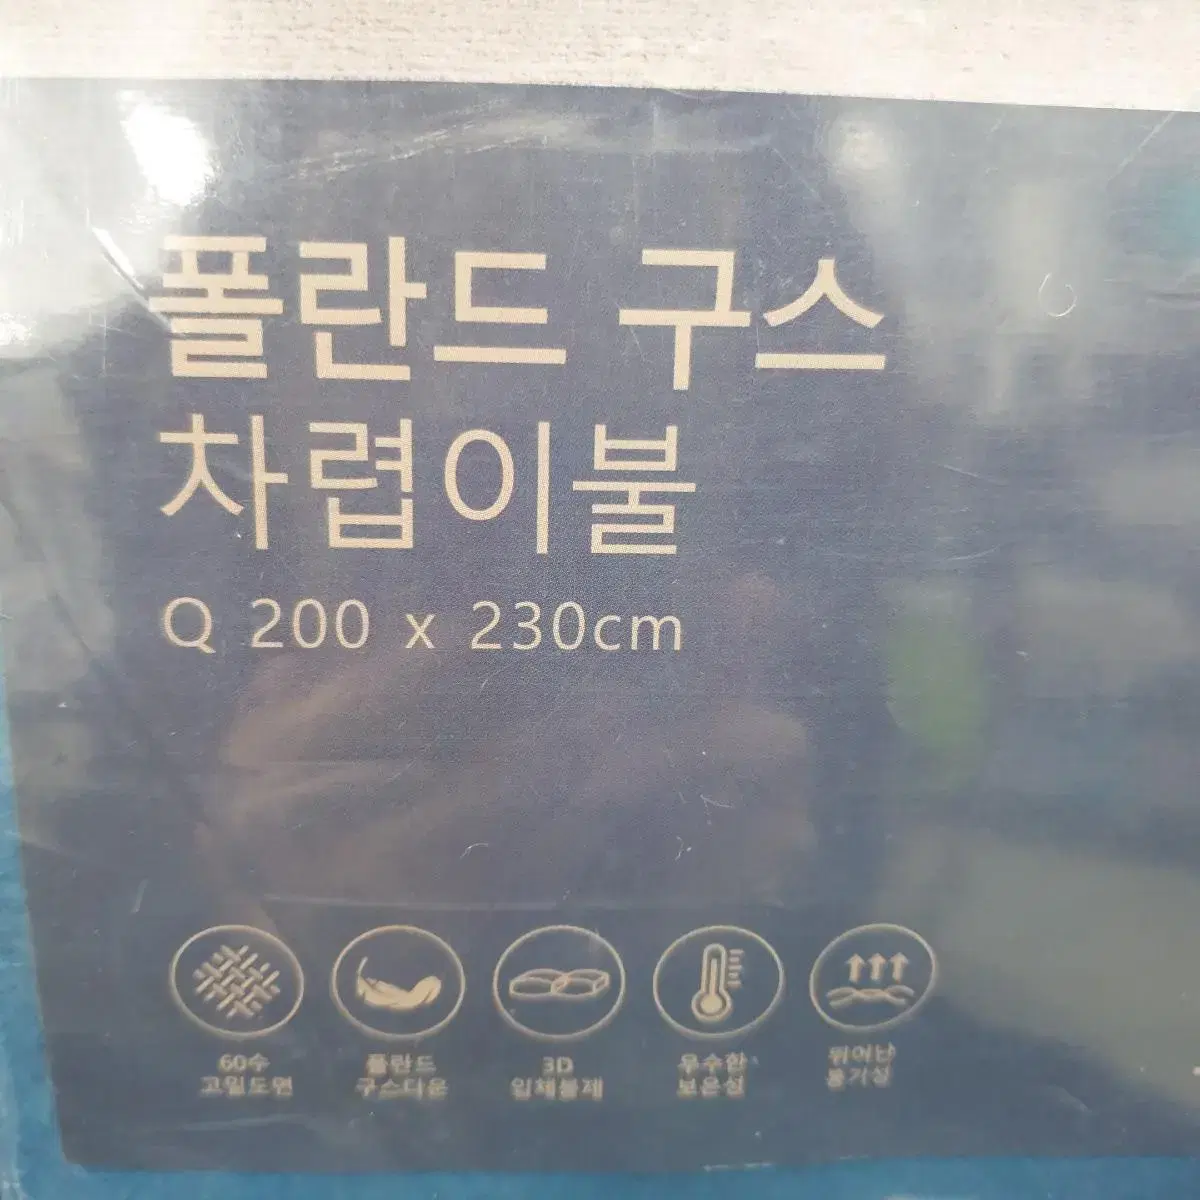 폴란드 구스
차렵이불
Q 200 x 230cm
60수
고밀도면
폴란드
구스다운
3D
입체봉제
우수한
보온성
뛰어난
통기성